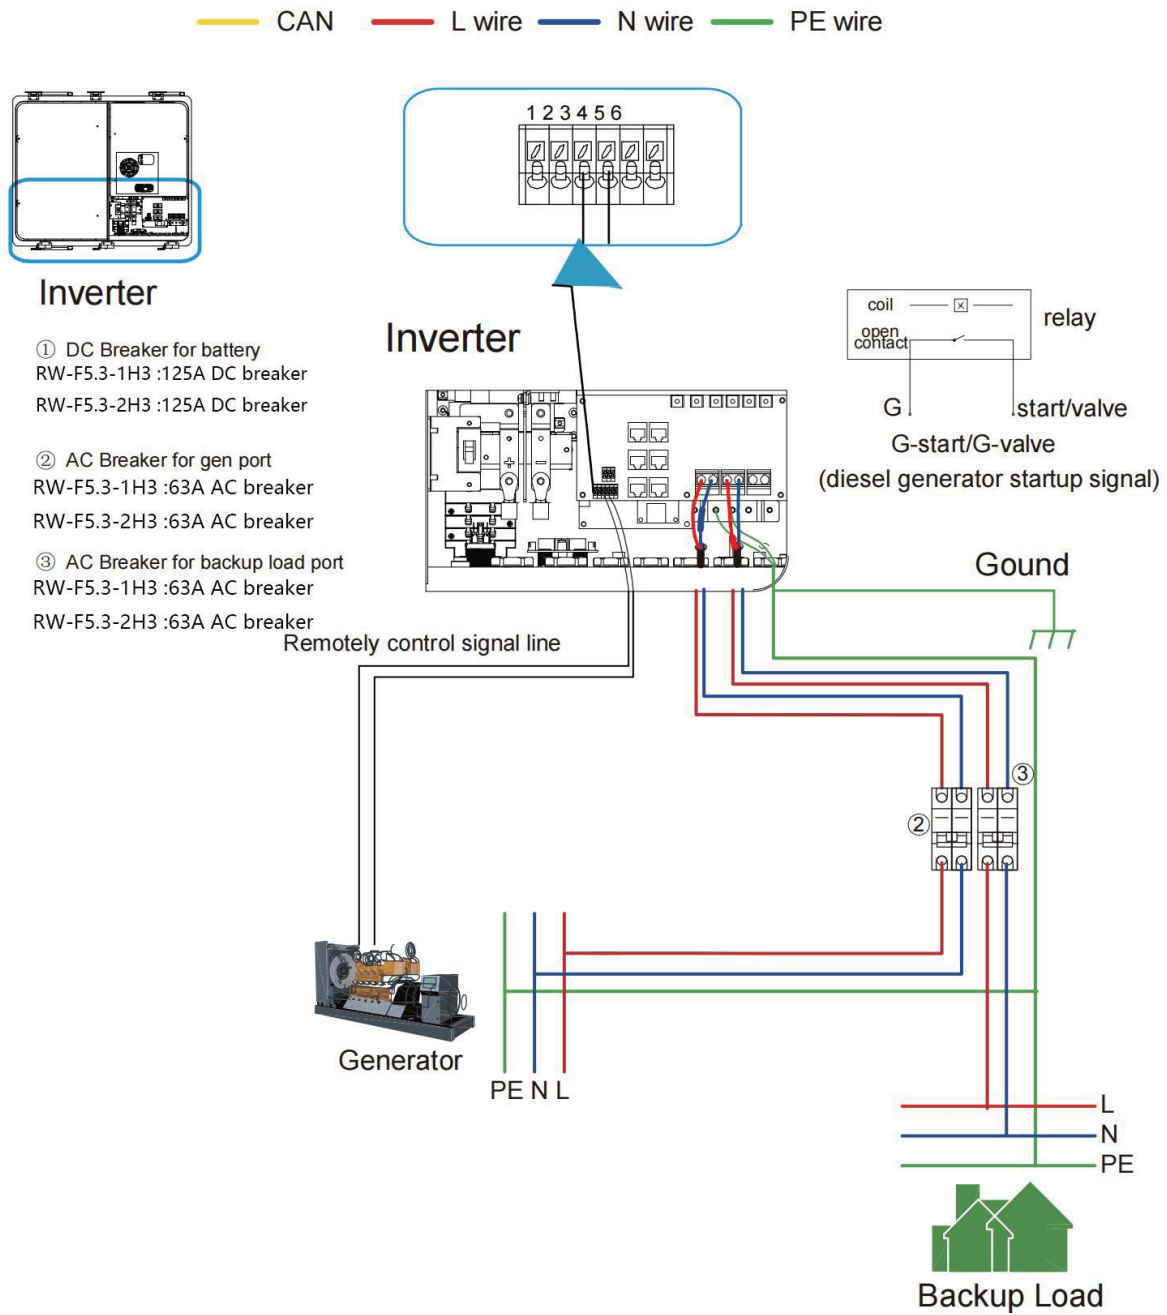 CAN L wire N wire PE wire
1 2 3 4 5 6
Inverter
① DC Breaker for battery
RW-F5.3-1H3 :125A DC breaker
RW-F5.3-2H3 :125A DC breaker
② AC Breaker for gen port
RW-F5.3-1H3 :63A AC breaker
RW-F5.3-2H3 :63A AC breaker
③ AC Breaker for backup load port
RW-F5.3-1H3 :63A AC breaker
RW-F5.3-2H3 :63A AC breaker
Inverter
+ −
coil
open
contact
relay
G
start/valve
G-start/G-valve
(diesel generator startup signal)
Gound
Remotely control signal line
③
②
Generator
PE N L
L
N
PE
Backup Load